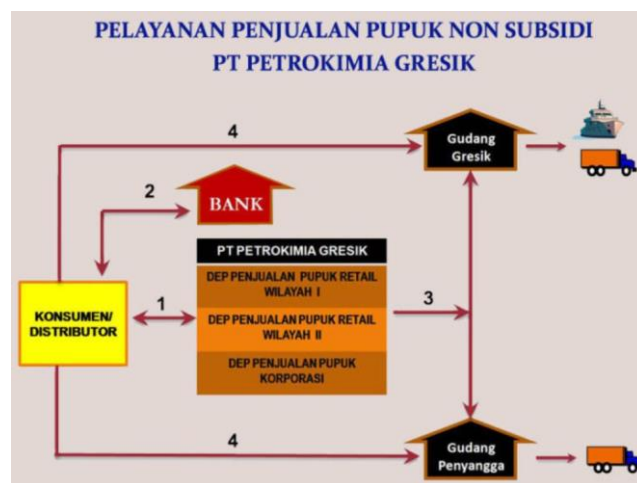 PELAYANAN PENJUALAN PUPUK NON SUBSIDI
PT PETROKIMIA GRESIK
4
Gudang
Gresik
2
BANK
PT PETROKIMIA GRESIK
DEP PENJUALAN PUPUK RETAIL
WILAYAH I
1
3
KONSUMEN/
DISTRIBUTOR
DEP PENJUALAN PUPUK RETAIL
WILAYAH II
DEP PENJUALAN PUPUK
KORPORASI
4
Gudang
Penyangga